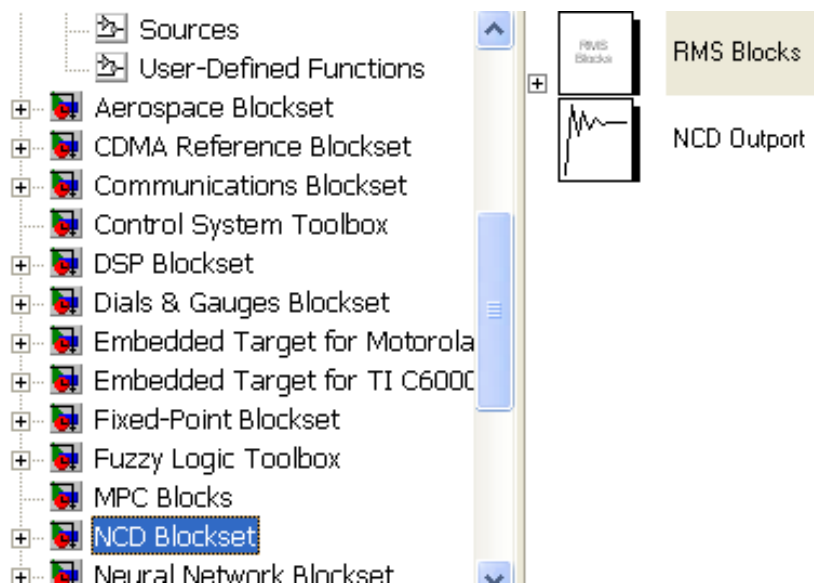 Sources
User-Defined Functions
Aerospace Blockset
CDMA Reference Blockset
Communications Blockset
Control System Toolbox
DSP Blockset
Dials & Gauges Blockset
Embedded Target for Motorola
Embedded Target for TI C6000
Fixed-Point Blockset
Fuzzy Logic Toolbox
MPC Blocks
NCD Blockset
Neural Network Blockset
RMS
Blocks
RMS Blocks
NCD Outport